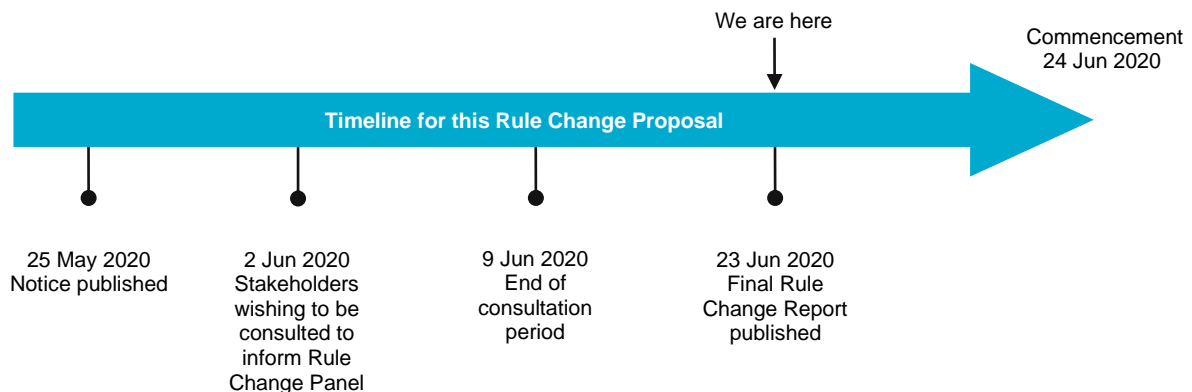 We are here
Commencement
24 Jun 2020
Timeline for this Rule Change Proposal
25 May 2020
Notice published
2 Jun 2020
Stakeholders
wishing to be
consulted to
inform Rule
Change Panel
9 Jun 2020
End of
consultation
period
23 Jun 2020
Final Rule
Change Report
published